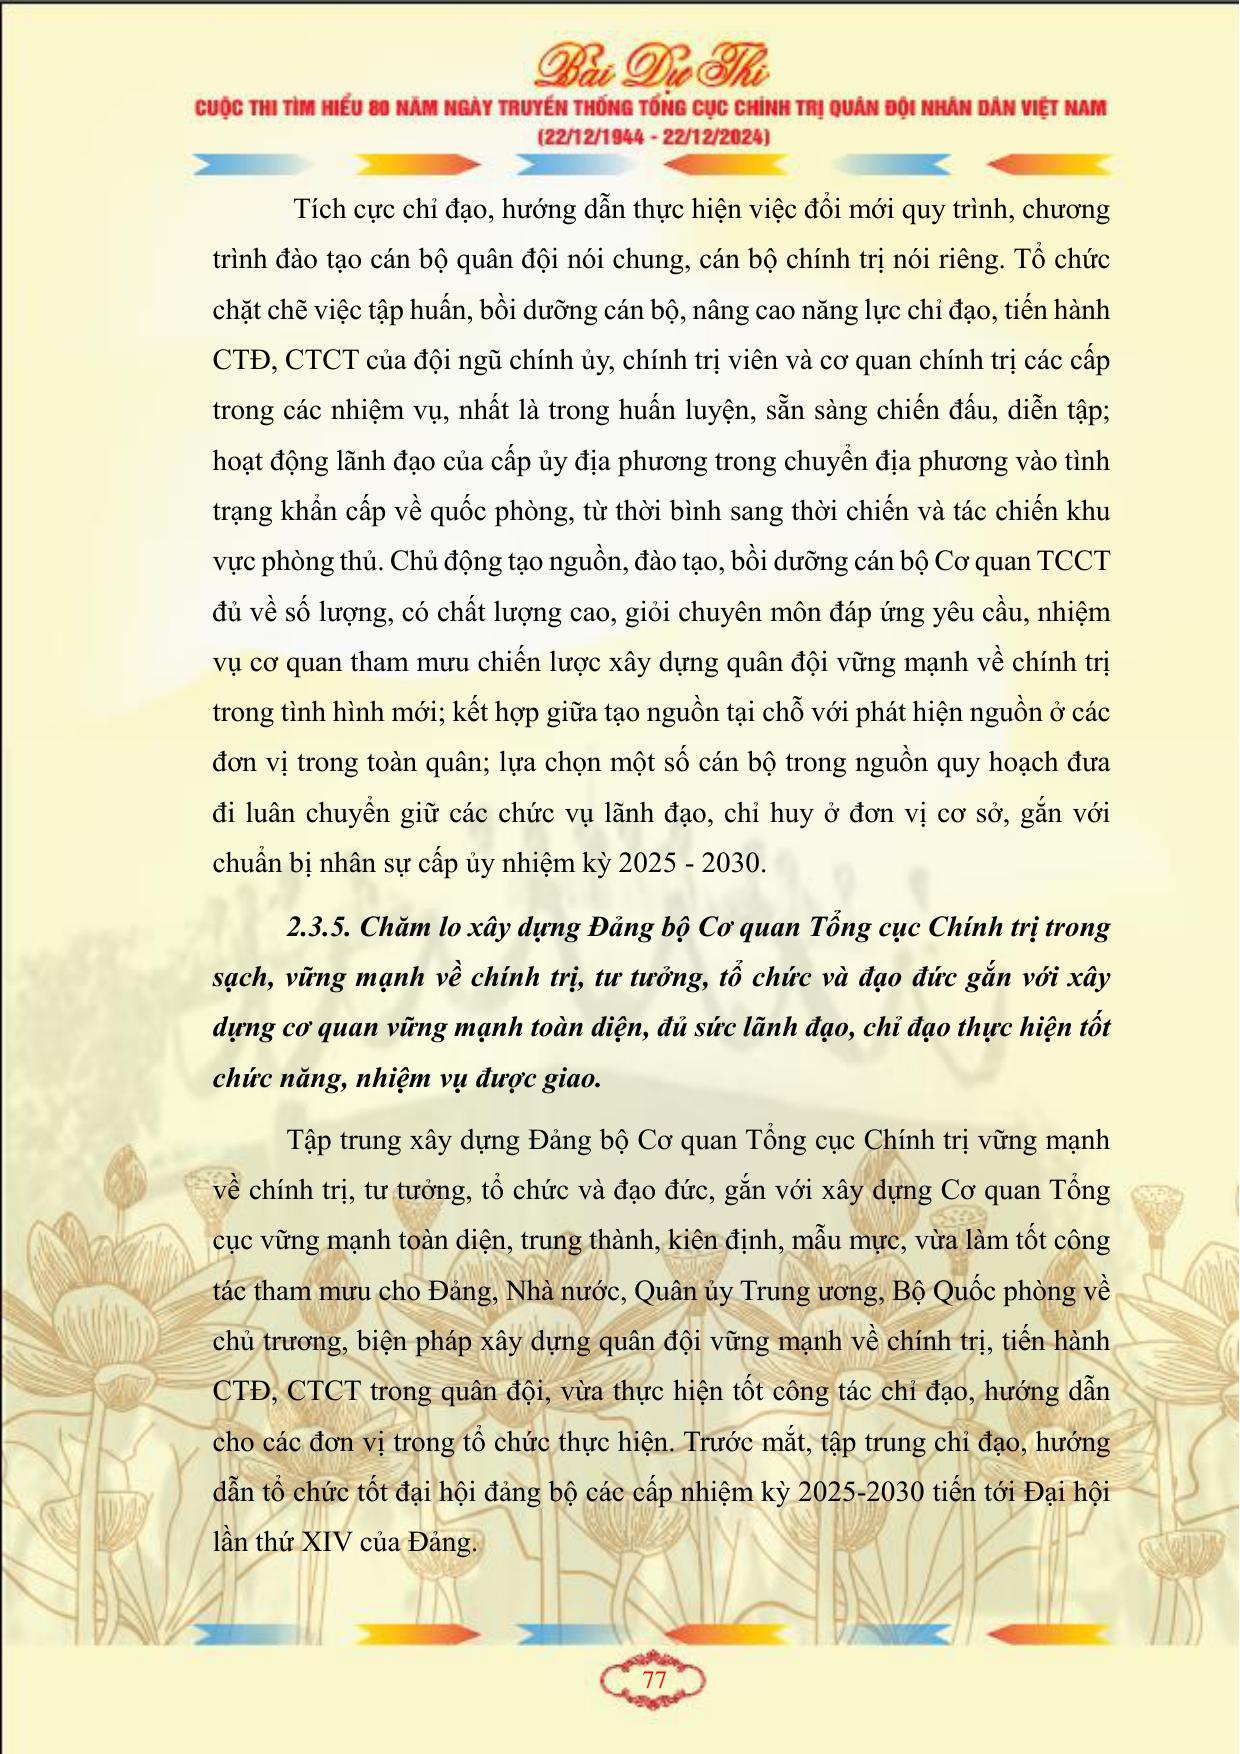 Bài Dự Thi
CUỘC THI TÌM HIỂU 80 NĂM NGÀY TRUYỀN THỐNG TỔNG CỤC CHÍNH TRỊ QUÂN ĐỘI NHÂN DÂN VIỆT NAM
(22/12/1944 - 22/12/2024)
Tích cực chỉ đạo, hướng dẫn thực hiện việc đổi mới quy trình, chương
trình đào tạo cán bộ quân đội nói chung, cán bộ chính trị nói riêng. Tổ chức
chặt chẽ việc tập huấn, bồi dưỡng cán bộ, nâng cao năng lực chỉ đạo, tiến hành
CTĐ, CTCT của đội ngũ chính ủy, chính trị viên và cơ quan chính trị các cấp
trong các nhiệm vụ, nhất là trong huấn luyện, sẵn sàng chiến đấu, diễn tập;
hoạt động lãnh đạo của cấp ủy địa phương trong chuyển địa phương vào tình
trạng khẩn cấp về quốc phòng, từ thời bình sang thời chiến và tác chiến khu
vực phòng thủ. Chủ động tạo nguồn, đào tạo, bồi dưỡng cán bộ Cơ quan TCCT
đủ về số lượng, có chất lượng cao, giỏi chuyên môn đáp ứng yêu cầu, nhiệm
vụ cơ quan tham mưu chiến lược xây dựng quân đội vững mạnh về chính trị
trong tình hình mới; kết hợp giữa tạo nguồn tại chỗ với phát hiện nguồn ở các
đơn vị trong toàn quân; lựa chọn một số cán bộ trong nguồn quy hoạch đưa
đi luân chuyển giữ các chức vụ lãnh đạo, chỉ huy ở đơn vị cơ sở, gắn với
chuẩn bị nhân sự cấp ủy nhiệm kỳ 2025 - 2030.
2.3.5. Chăm lo xây dựng Đảng bộ Cơ quan Tổng cục Chính trị trong
sạch, vững mạnh về chính trị, tư tưởng, tổ chức và đạo đức gắn với xây
dựng cơ quan vững mạnh toàn diện, đủ sức lãnh đạo, chỉ đạo thực hiện tốt
chức năng, nhiệm vụ được giao.
Tập trung xây dựng Đảng bộ Cơ quan Tổng cục Chính trị vững mạnh
về chính trị, tư tưởng, tổ chức và đạo đức, gắn với xây dựng Cơ quan Tổng
cục vững mạnh toàn diện, trung thành, kiên định, mẫu mực, vừa làm tốt công
tác tham mưu cho Đảng, Nhà nước, Quân ủy Trung ương, Bộ Quốc phòng về
chủ trương, biện pháp xây dựng quân đội vững mạnh về chính trị, tiến hành
CTĐ, CTCT trong quân đội, vừa thực hiện tốt công tác chỉ đạo, hướng dẫn
cho các đơn vị trong tổ chức thực hiện. Trước mắt, tập trung chỉ đạo, hướng
dẫn tổ chức tốt đại hội đảng bộ các cấp nhiệm kỳ 2025-2030 tiến tới Đại hội
lần thứ XIV của Đảng.
77